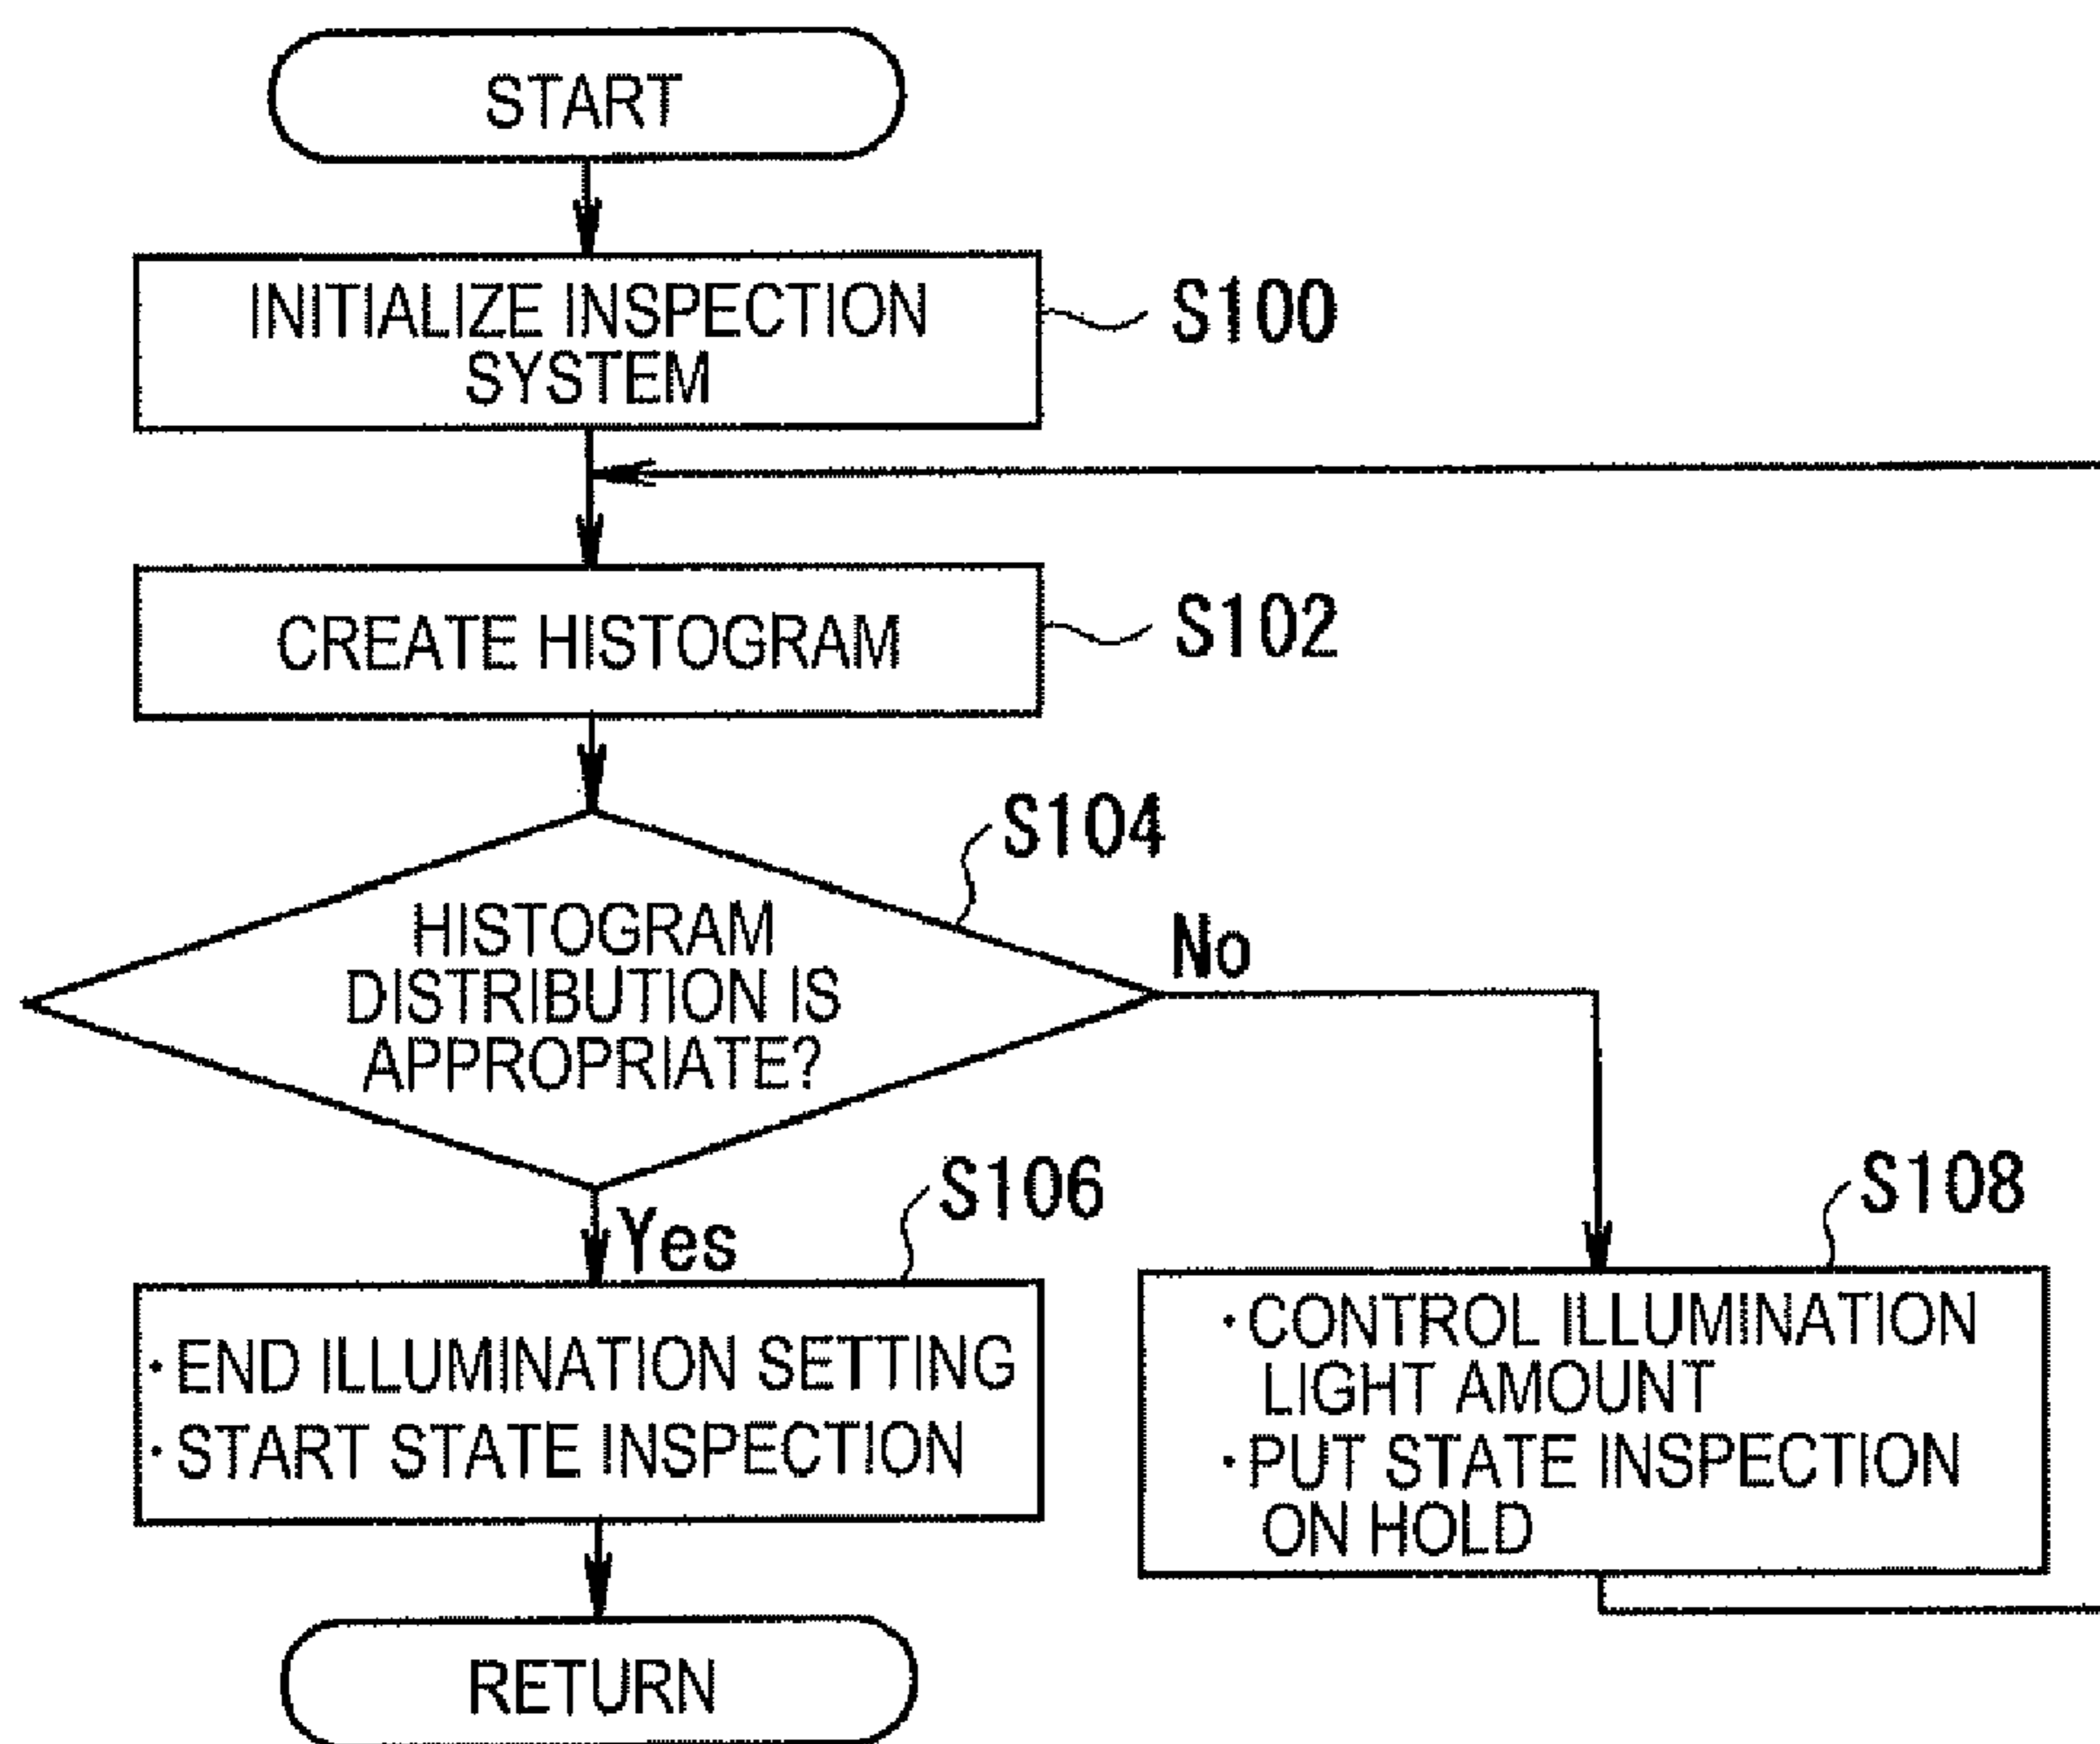 START
INITIALIZE INSPECTION
SYSTEM
S100
CREATE HISTOGRAM
S102
S104
HISTOGRAM
DISTRIBUTION IS
APPROPRIATE?
No
Yes
S106
・END ILLUMINATION SETTING
・START STATE INSPECTION
S108
・CONTROL ILLUMINATION
LIGHT AMOUNT
・PUT STATE INSPECTION
ON HOLD
RETURN